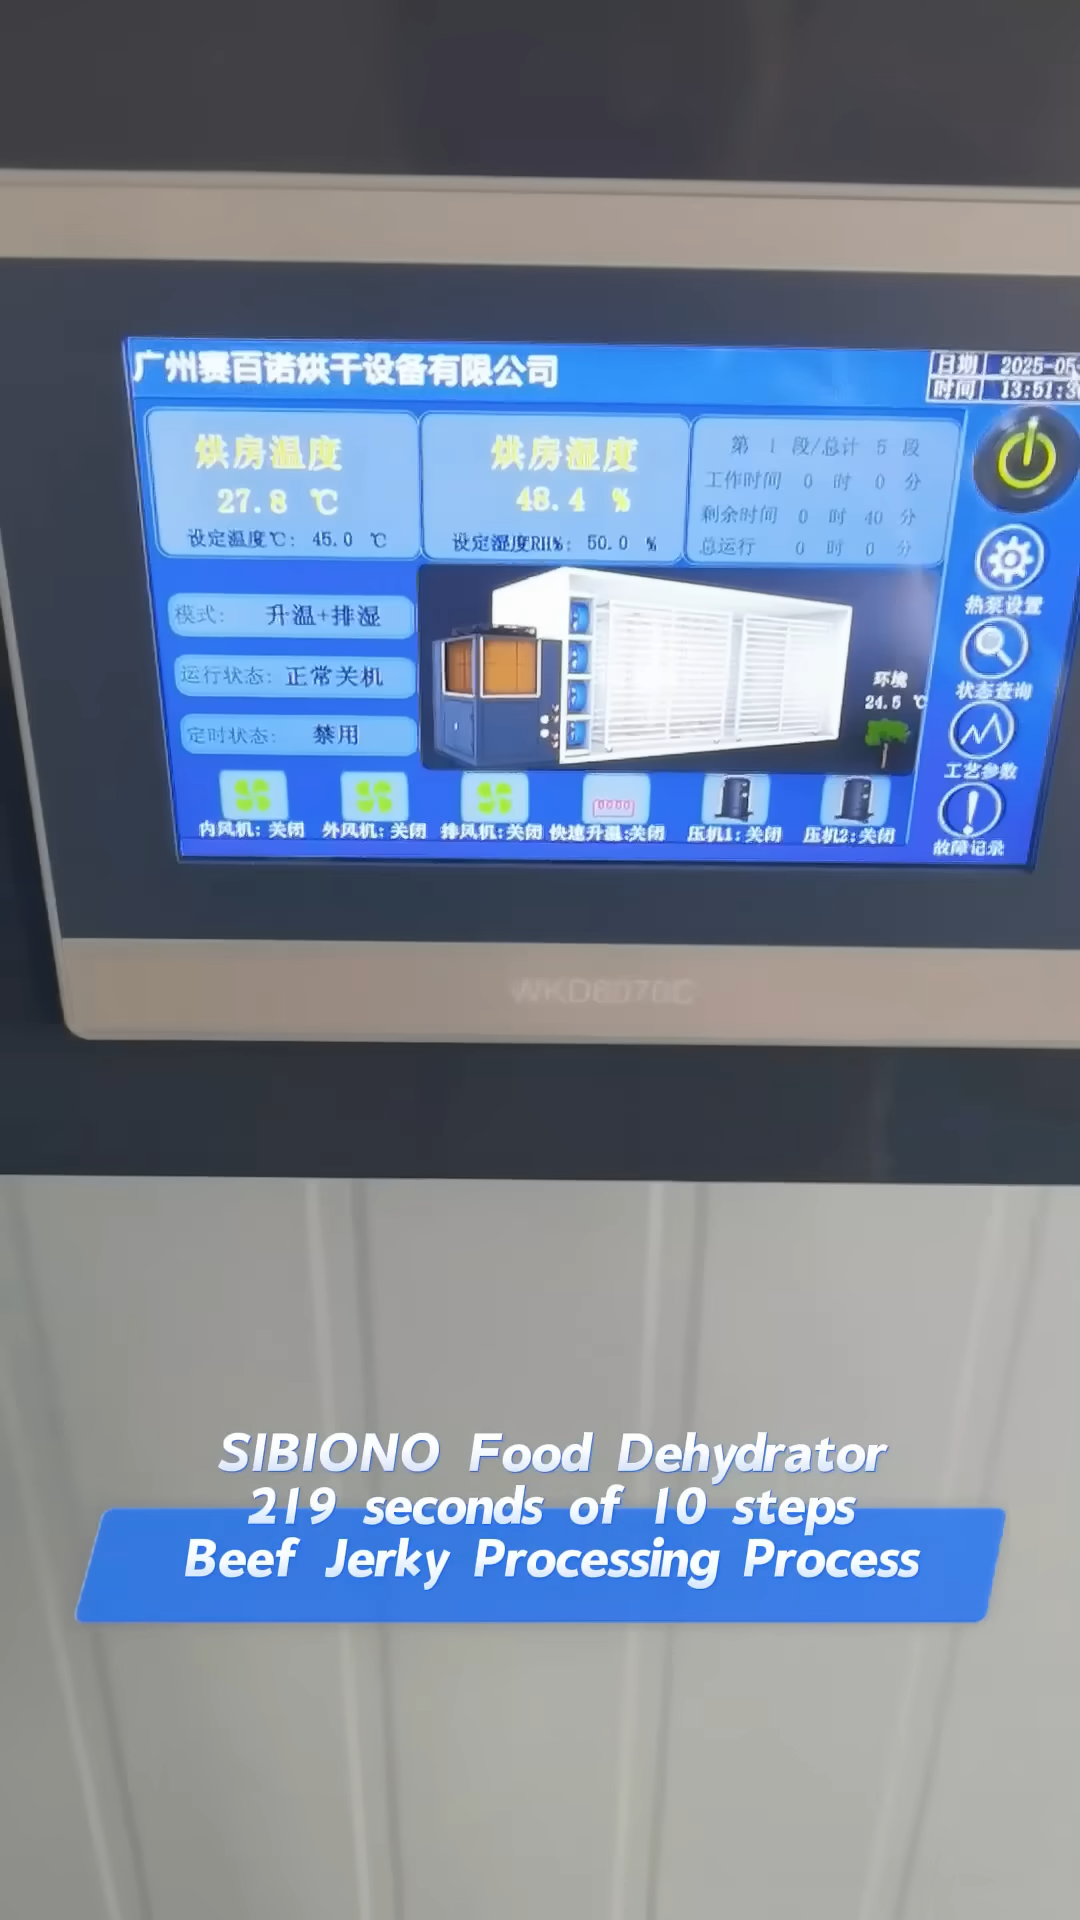 广州赛百诺烘干设备有限公司
日期 2025-05-
时间 13:51:3
烘房温度
27.8 ℃
设定温度℃: 45.0 ℃
烘房湿度
48.4 %
设定湿度RH%: 50.0 %
第 1 段/总计 5 段
工作时间 0 时 0 分
剩余时间 0 时 40 分
总运行 0 时 0 分
模式: 升温+排湿
运行状态: 正常关机
定时状态: 禁用
环境
24.5 ℃
热泵设置
状态查询
工艺参数
故障记录
内风机: 关闭 外风机: 关闭 排风机:关闭 快速升温:关闭 压机1:关闭 压机2:关闭
WKD6070C
SIBIONO Food Dehydrator
219 seconds of 10 steps
Beef Jerky Processing Process